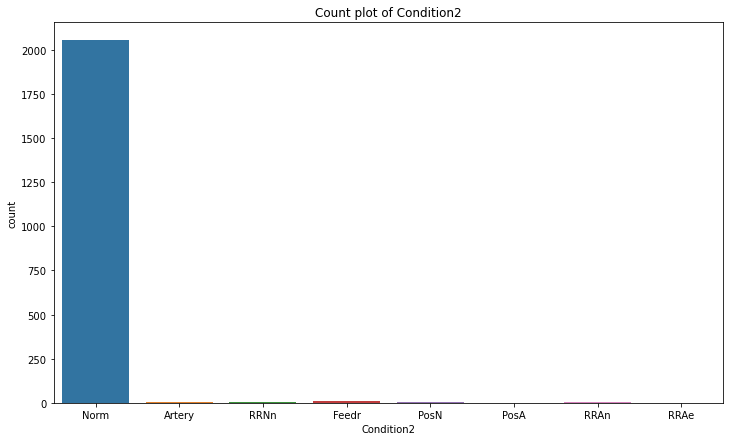 Count plot of Condition2
count
2000
1750
1500
1250
1000
750
500
250
0
Norm Artery RRNn Feedr PosN PosA RRAn RRAe
Condition2